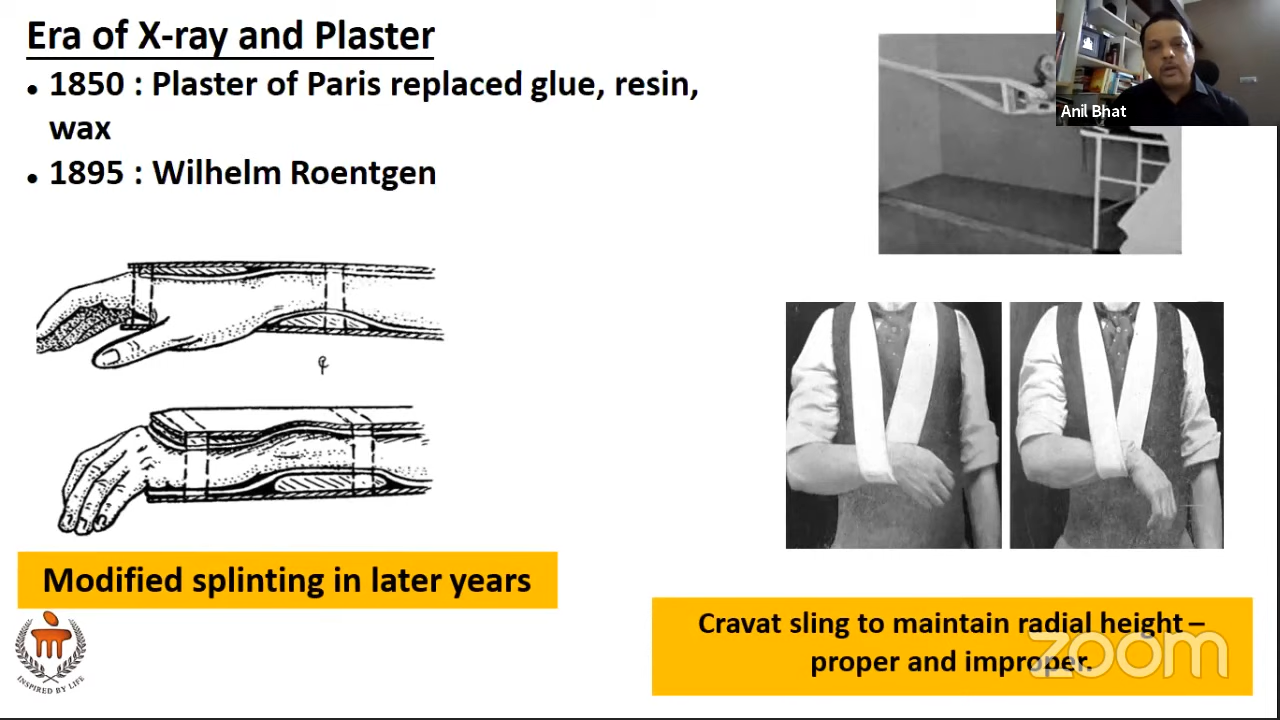 Era of X-ray and Plaster
• 1850 : Plaster of Paris replaced glue, resin,
wax
• 1895 : Wilhelm Roentgen
Anil Bhat
Modified splinting in later years
Cravat sling to maintain radial height –
proper and improper.
zoom
INSPIRED BY LIFE